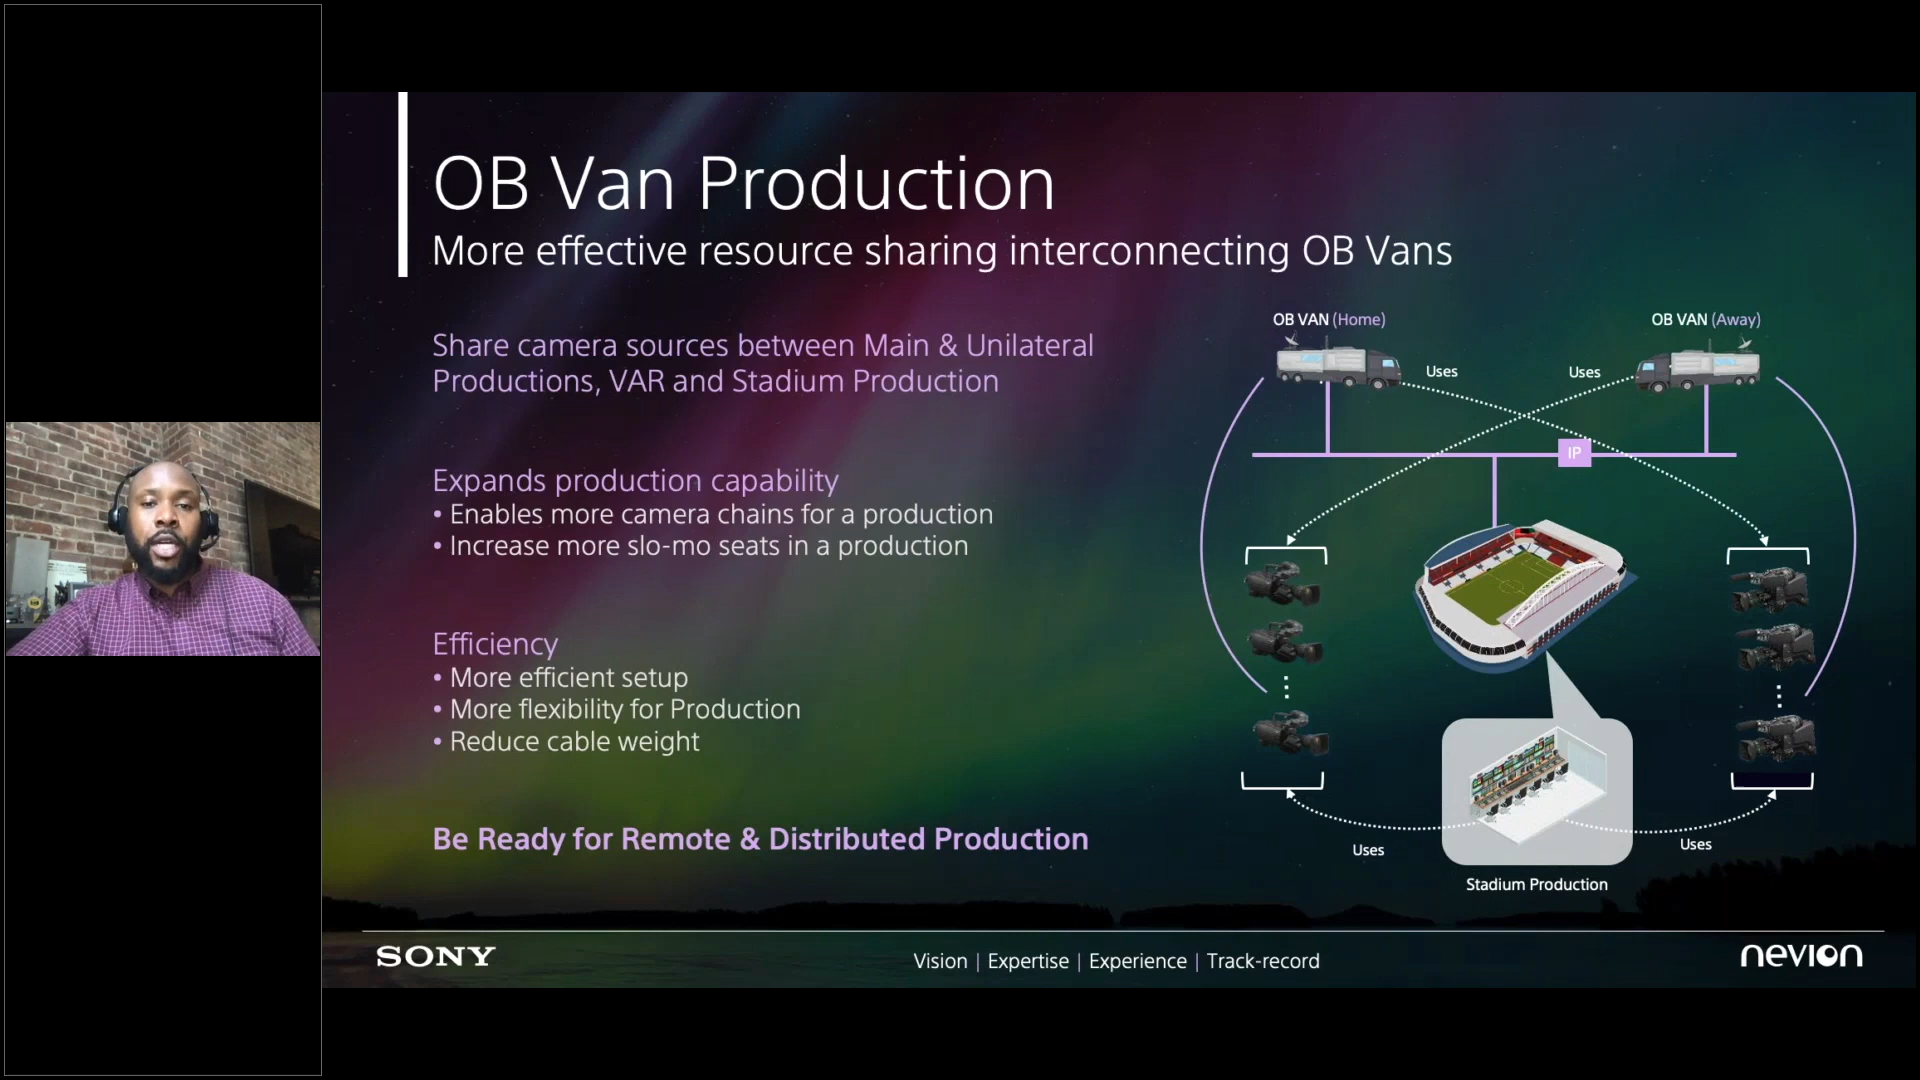 OB Van Production
More effective resource sharing interconnecting OB Vans
Share camera sources between Main & Unilateral
Productions, VAR and Stadium Production
Expands production capability
• Enables more camera chains for a production
• Increase more slo-mo seats in a production
Efficiency
• More efficient setup
• More flexibility for Production
• Reduce cable weight
Be Ready for Remote & Distributed Production
OB VAN (Home)
OB VAN (Away)
Uses
Uses
IP
Uses
Uses
Stadium Production
SONY
Vision | Expertise | Experience | Track-record
nevion